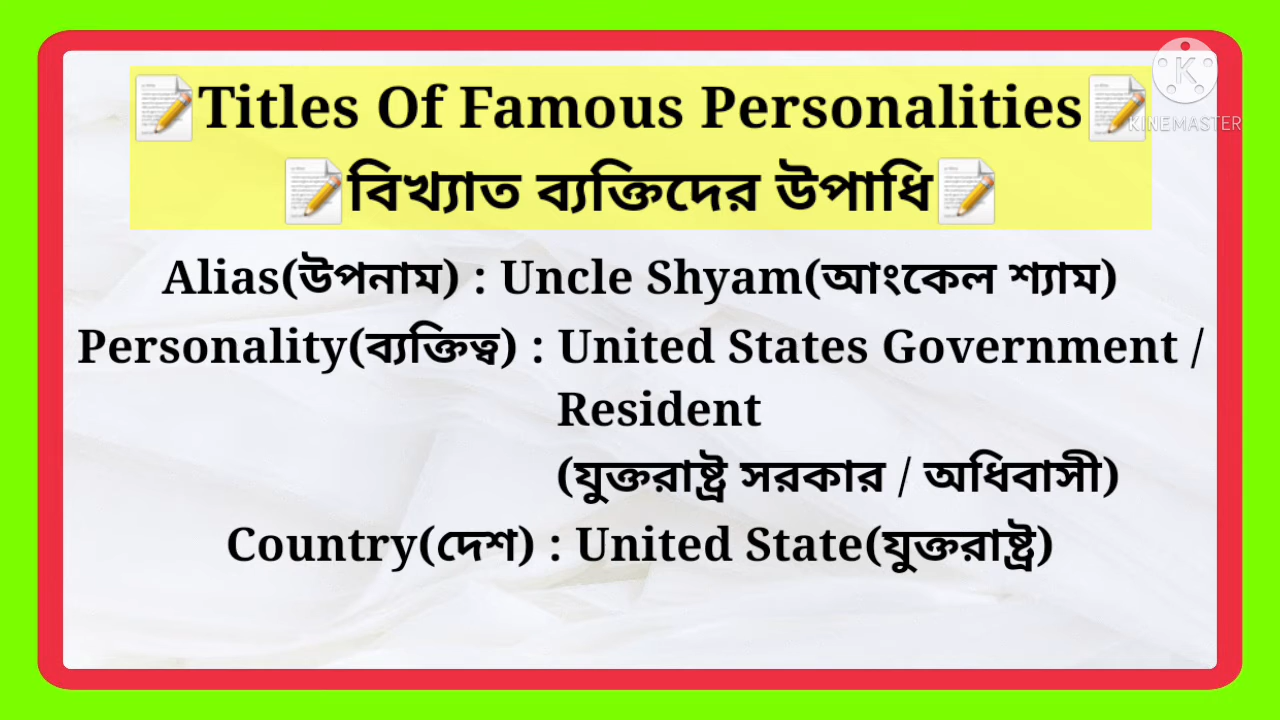 📝Titles Of Famous Personalities📝
📝বিখ্যাত ব্যক্তিদের উপাধি📝
Alias(উপনাম) : Uncle Shyam(আংকেল শ্যাম)
Personality(ব্যক্তিত্ব) : United States Government /
Resident
(যুক্তরাষ্ট্র সরকার / অধিবাসী)
Country(দেশ) : United State(যুক্তরাষ্ট্র)
K
KINEMASTER